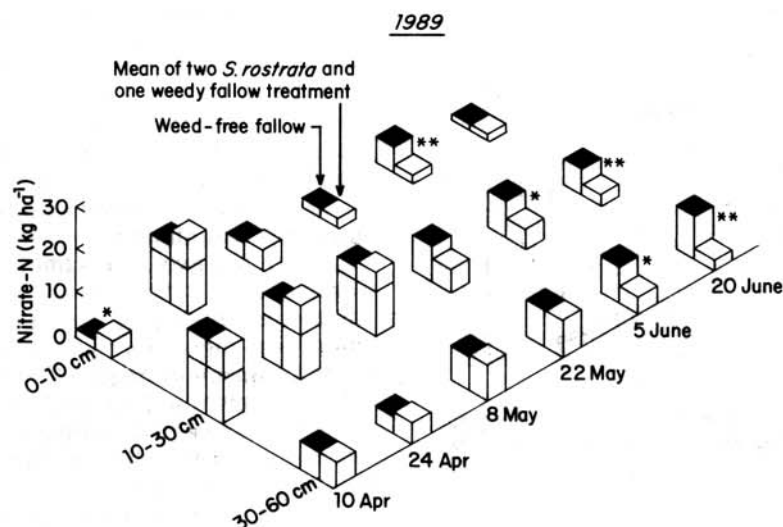 1989
Mean of two S. rostrata and
one weedy fallow treatment
Weed-free fallow
**
**
*
**
*
*
Nitrate-N (kg ha⁻¹)
30
20
10
0
0-10 cm
10-30 cm
30-60 cm
10 Apr
24 Apr
8 May
22 May
5 June
20 June